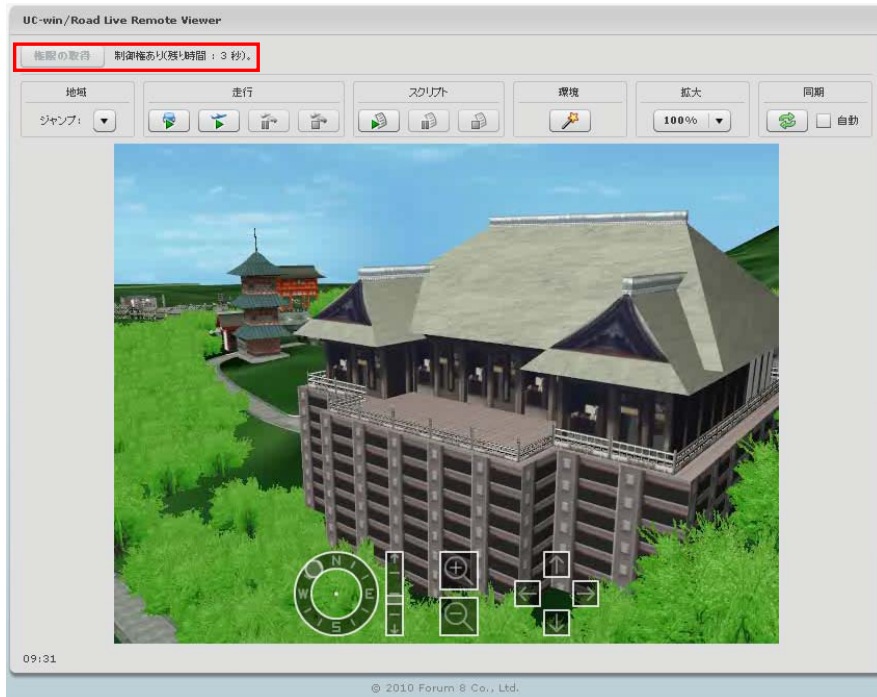 UC-win/Road Live Remote Viewer
権限の取得 制御権あり(残り時間 : 3 秒)。
地域 走行 スクリプト 環境 拡大 同期
ジャンプ: 100% 自動
N
W E
S
09:31
© 2010 Forum 8 Co., Ltd.